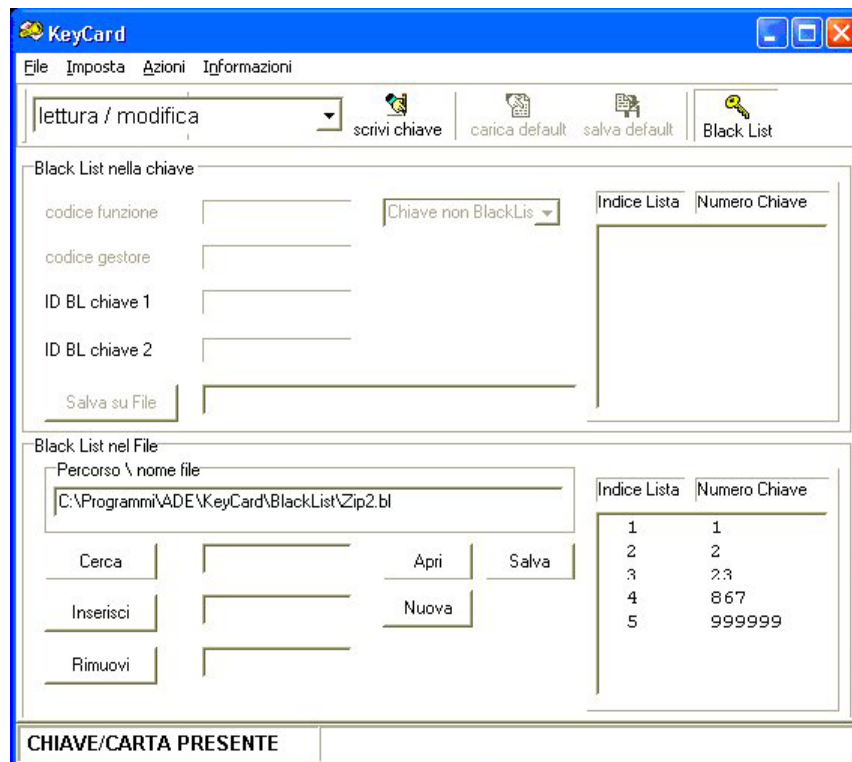 KeyCard
File Imposta Azioni Informazioni
lettura / modifica
scrivi chiave carica default salva default Black List
Black List nella chiave
codice funzione Chiave non BlackLis
codice gestore
ID BL chiave 1
ID BL chiave 2
Salva su File
Indice Lista Numero Chiave
Black List nel File
Percorso \ nome file
C:\Programmi\ADE\KeyCard\BlackList\Zip2.bl
Cerca Apri Salva
Inserisci Nuova
Rimuovi
Indice Lista Numero Chiave
1 1
2 2
3 23
4 867
5 999999
CHIAVE/CARTA PRESENTE